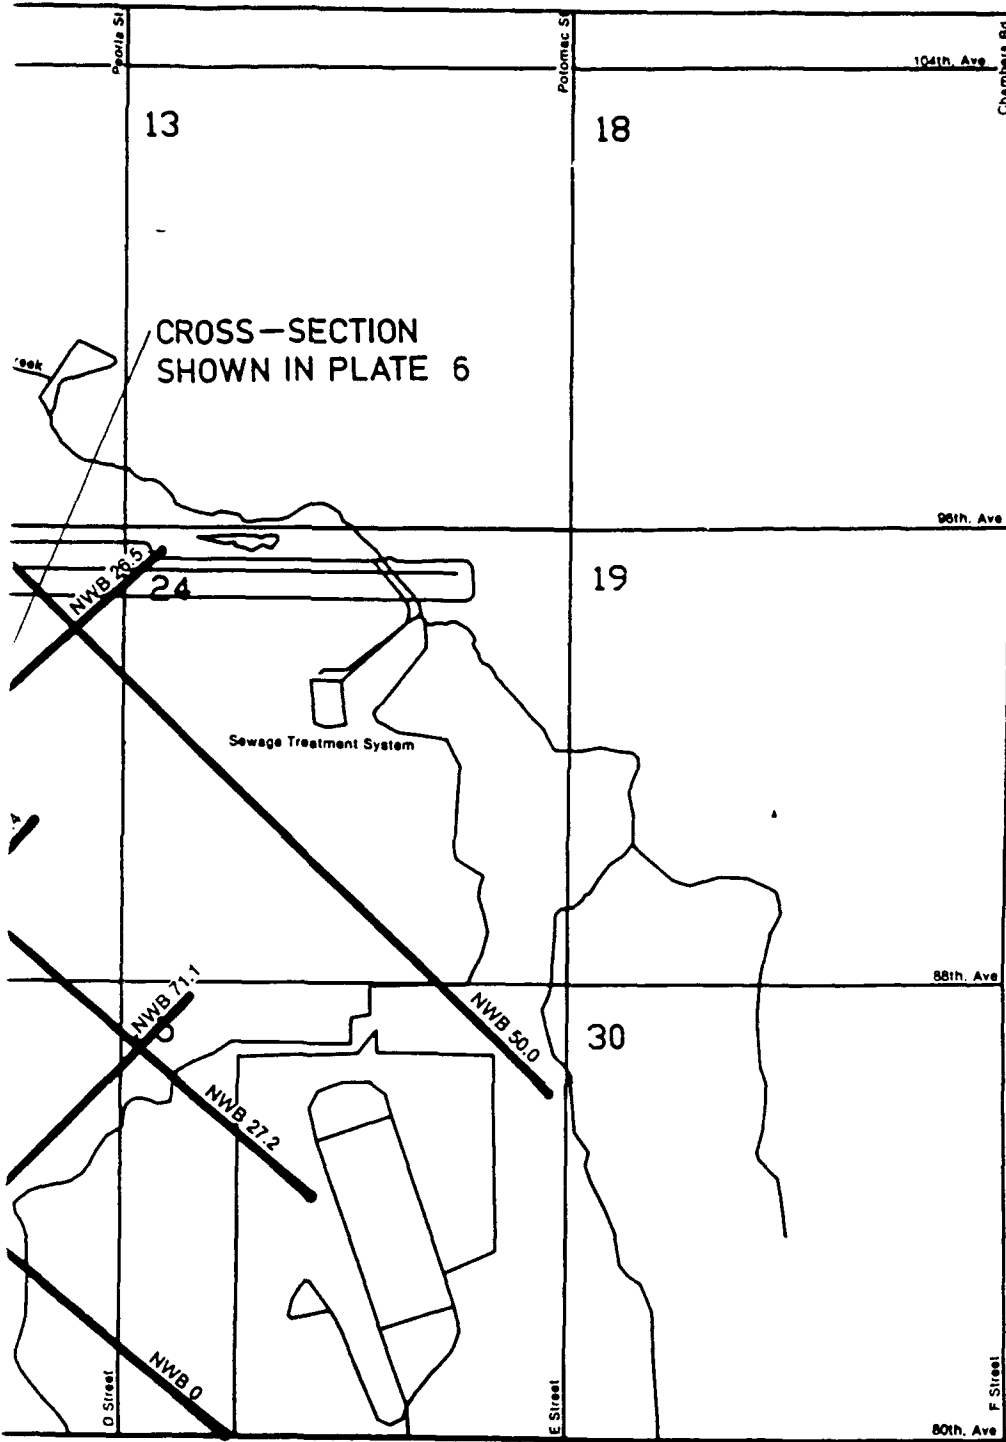 Peoria St
Potomac St
Chambers Rd
104th. Ave
13
18
CROSS-SECTION
SHOWN IN PLATE 6
96th. Ave
NWB 26.5
24
19
Sewage Treatment System
88th. Ave
NWB 71.1
NWB 50.0
30
NWB 27.2
NWB 0
D Street
E Street
F Street
80th. Ave